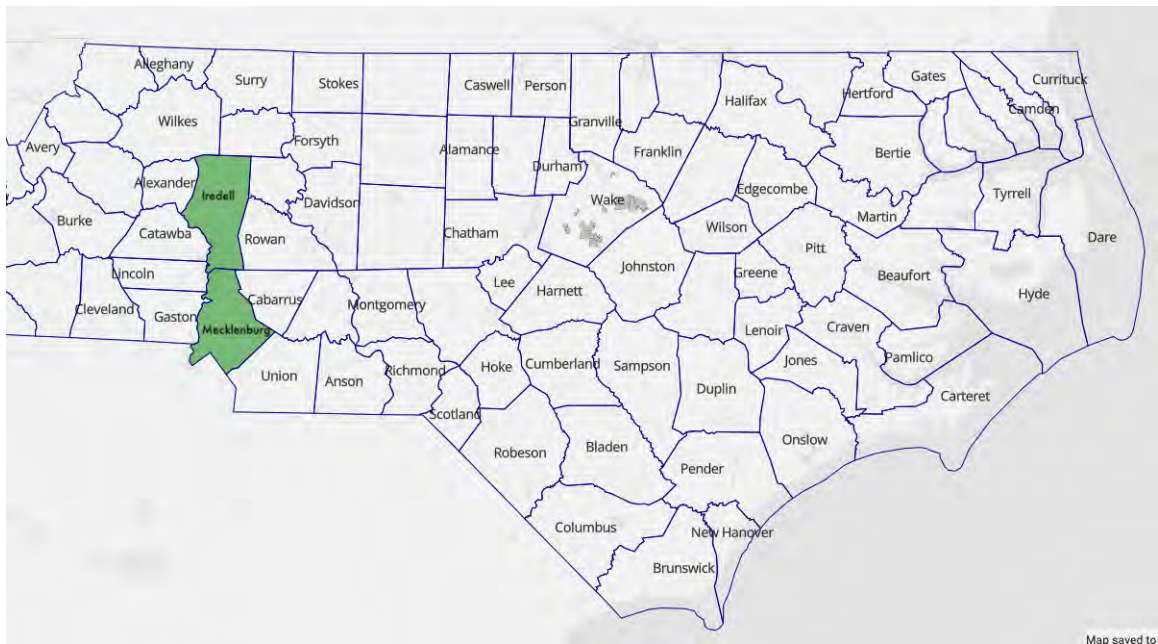 Alleghany
Surry
Stokes
Caswell
Person
Gates
Currituck
Halifax
Hertford
Camden
Wilkes
Granville
Forsyth
Avery
Alamance
Franklin
Bertie
Durham
Alexander
Iredell
Edgecombe
Tyrrell
Wake
Davidson
Burke
Martin
Catawba
Rowan
Chatham
Wilson
Pitt
Dare
Lincoln
Johnston
Greene
Beaufort
Lee
Harnett
Hyde
Cleveland
Gaston
Cabarrus
Montgomery
Mecklenburg
Lenoir
Craven
Union
Anson
Richmond
Hoke
Cumberland
Sampson
Jones
Pamlico
Duplin
Carteret
Scotland
Onslow
Robeson
Bladen
Pender
Columbus
New Hanover
Brunswick
Map saved to